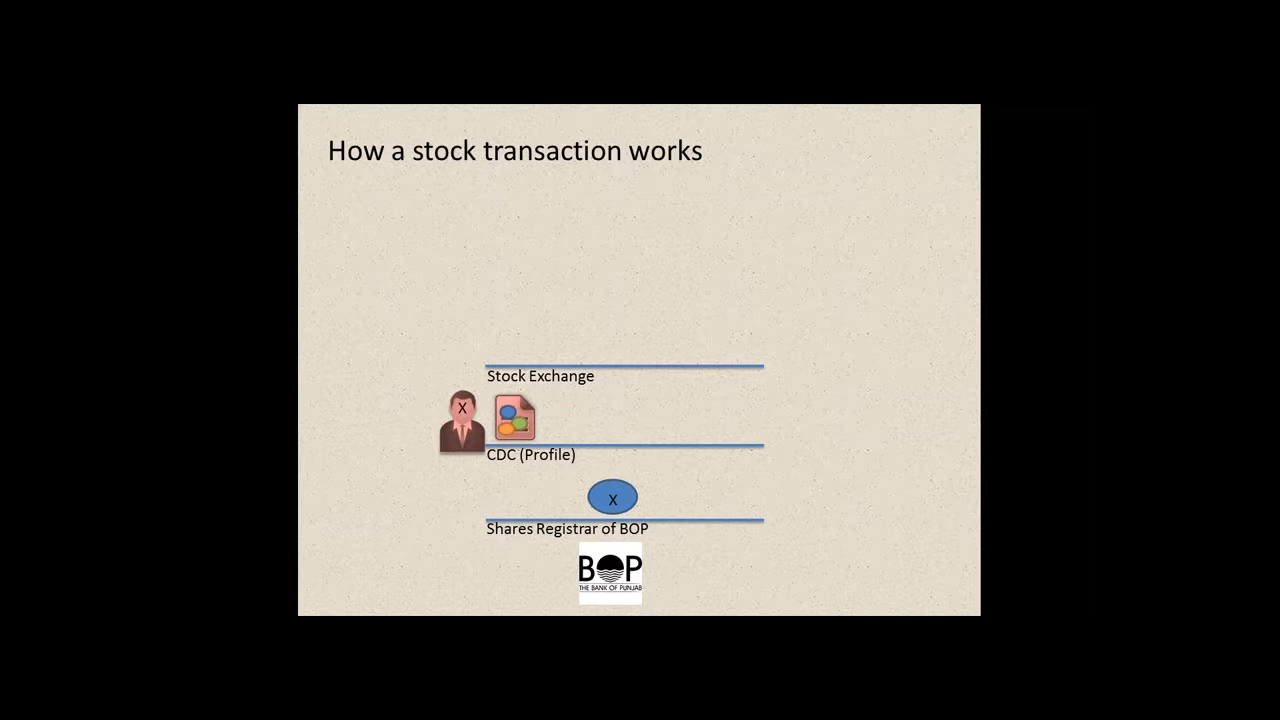 How a stock transaction works
Stock Exchange
X
CDC (Profile)
X
Shares Registrar of BOP
BOP
THE BANK OF PUNJAB